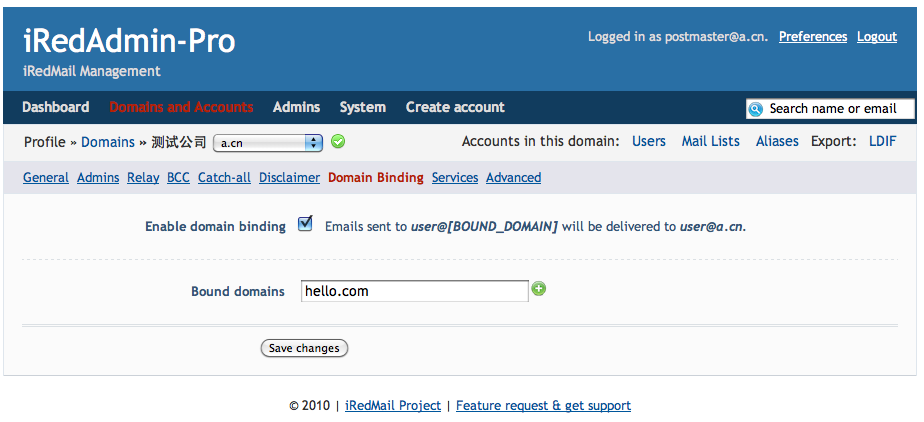 iRedAdmin-Pro
Logged in as postmaster@a.cn. Preferences Logout
iRedMail Management
Dashboard Domains and Accounts Admins System Create account Search name or email
Profile » Domains » 测试公司 a.cn Accounts in this domain: Users Mail Lists Aliases Export: LDIF
General Admins Relay BCC Catch-all Disclaimer Domain Binding Services Advanced
Enable domain binding Emails sent to user@[BOUND_DOMAIN] will be delivered to user@a.cn.
Bound domains hello.com
Save changes
© 2010 | iRedMail Project | Feature request & get support